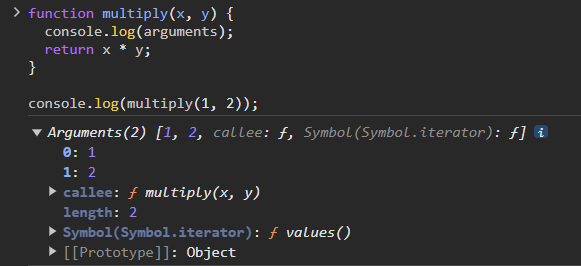 function multiply(x, y) {
console.log(arguments);
return x * y;
}
console.log(multiply(1, 2));
Arguments(2) [1, 2, callee: ƒ, Symbol(Symbol.iterator): ƒ] i
0: 1
1: 2
callee: ƒ multiply(x, y)
length: 2
Symbol(Symbol.iterator): ƒ values()
[[Prototype]]: Object